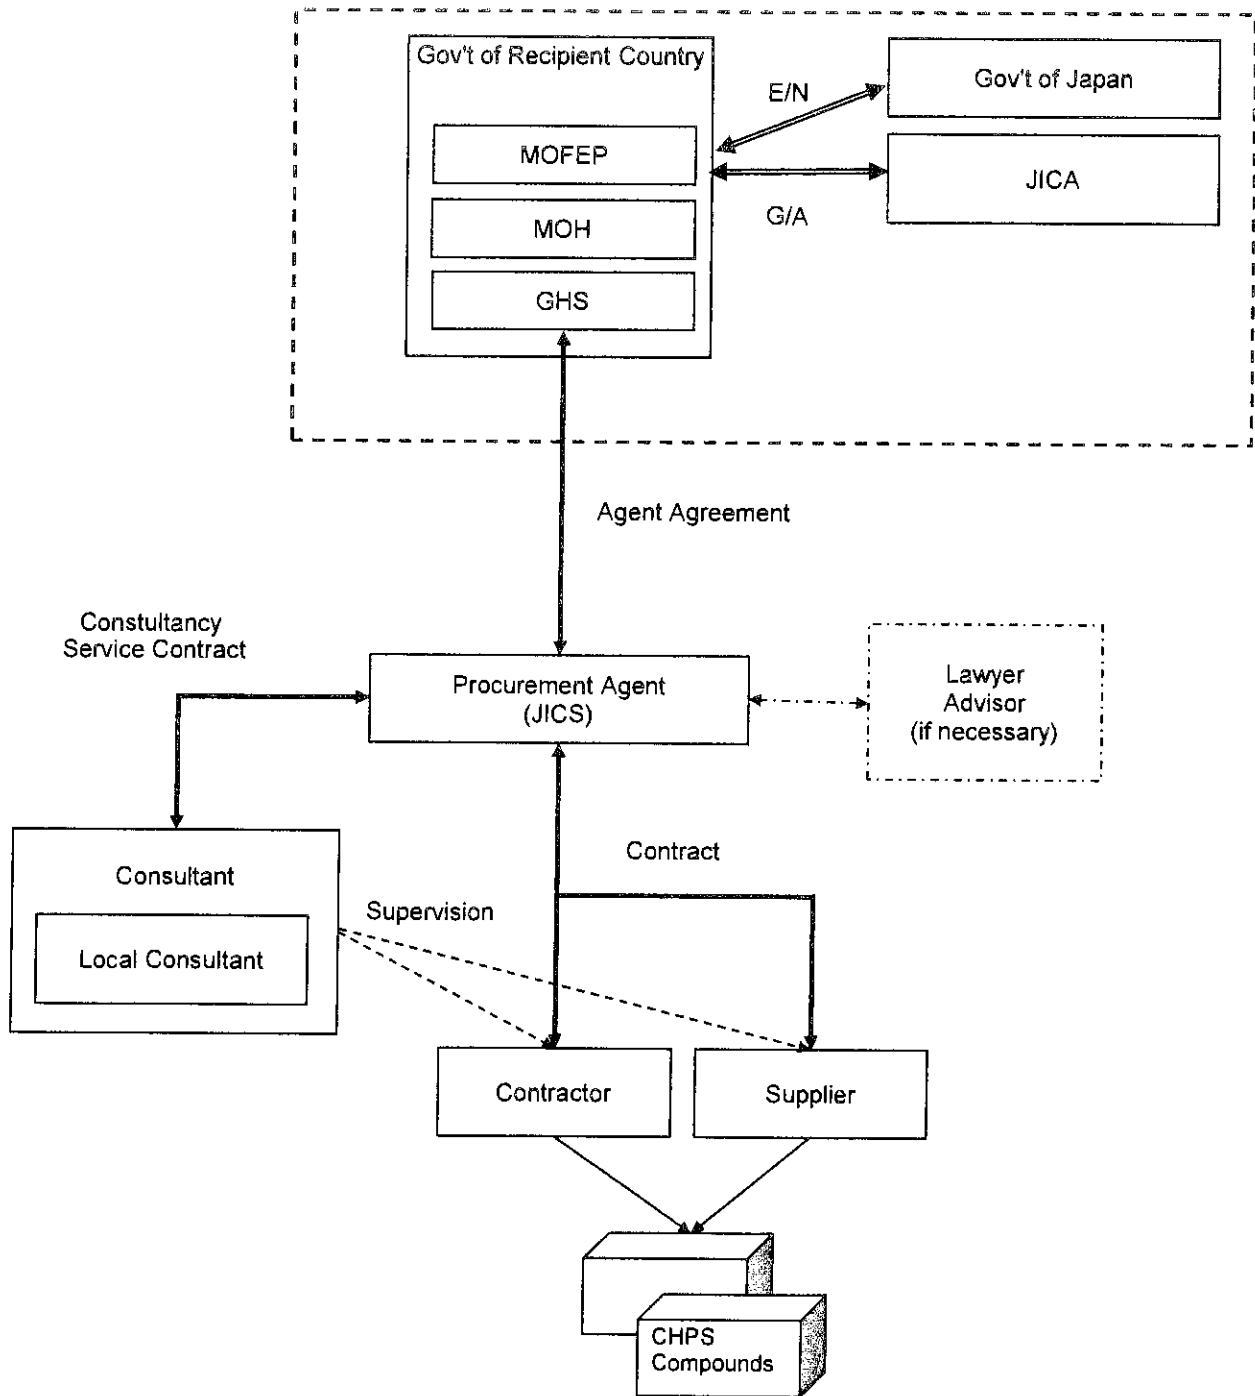 Gov't of Recipient Country
MOFEP
MOH
GHS
E/N
G/A
Gov't of Japan
JICA
Agent Agreement
Constultancy
Service Contract
Procurement Agent
(JICS)
Lawyer
Advisor
(if necessary)
Contract
Consultant
Local Consultant
Supervision
Contractor
Supplier
CHPS
Compounds